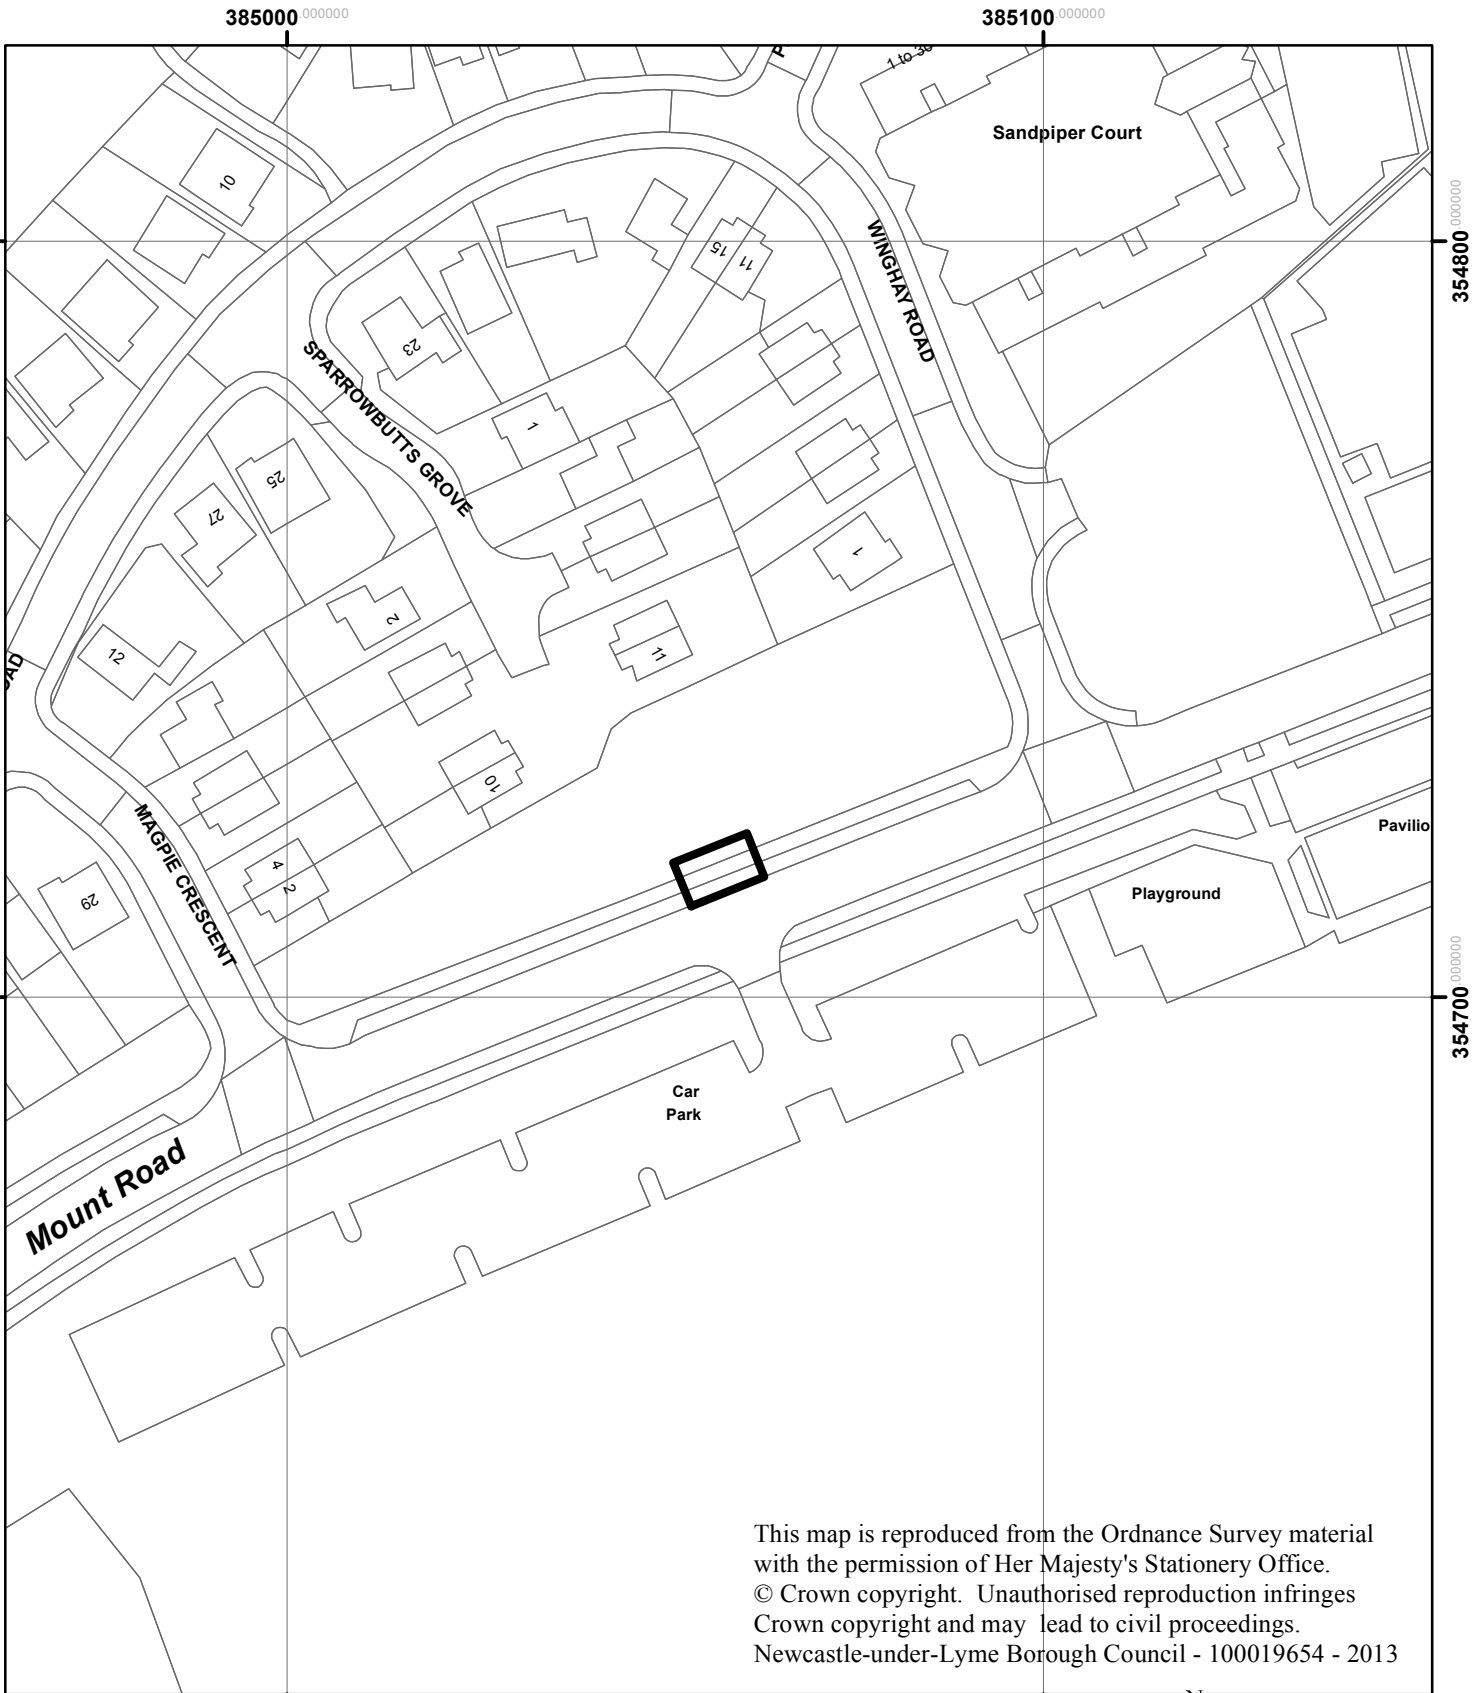 385000.000000
385100.000000
1 to 36
Sandpiper Court
10
354800.000000
WINGHAY ROAD
15
11
23
SPARROWBUTTS GROVE
1
25
27
1
2
12
11
10
MAGPIE CRESCENT
4
2
29
Pavilio
Playground
354700.000000
Car
Park
Mount Road
This map is reproduced from the Ordnance Survey material
with the permission of Her Majesty's Stationery Office.
© Crown copyright. Unauthorised reproduction infringes
Crown copyright and may lead to civil proceedings.
Newcastle-under-Lyme Borough Council - 100019654 - 2013